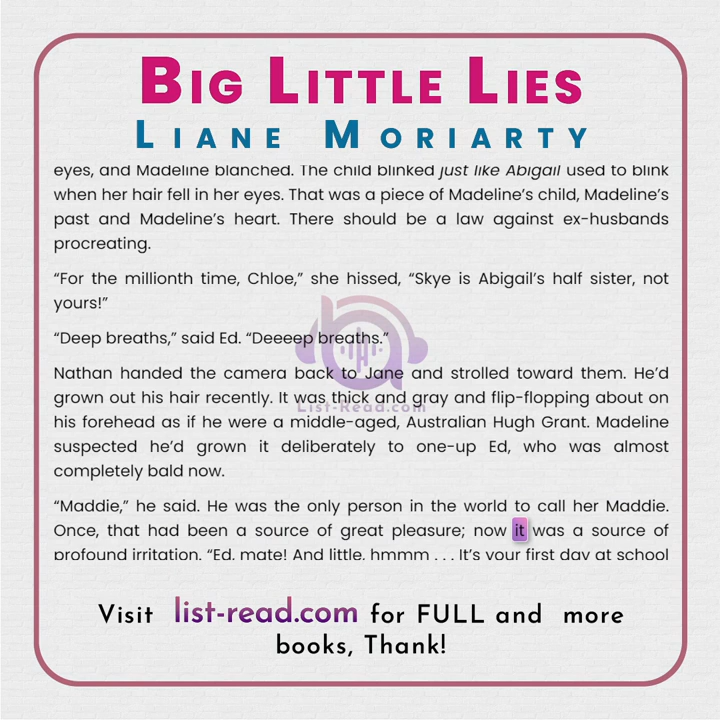 BIG LITTLE LIES
LIANE MORIARTY
eyes, and Madeline blanched. The child blinked just like Abigail used to blink
when her hair fell in her eyes. That was a piece of Madeline's child, Madeline's
past and Madeline's heart. There should be a law against ex-husbands
procreating.
“For the millionth time, Chloe,” she hissed, “Skye is Abigail's half sister, not
yours!”
“Deep breaths,” said Ed. “Deeeep breaths.”
Nathan handed the camera back to Jane and strolled toward them. He'd
grown out his hair recently. It was thick and gray and flip-flopping about on
List-Read.com
his forehead as if he were a middle-aged, Australian Hugh Grant. Madeline
suspected he'd grown it deliberately to one-up Ed, who was almost
completely bald now.
“Maddie,” he said. He was the only person in the world to call her Maddie.
Once, that had been a source of great pleasure; now it was a source of
profound irritation. “Ed, mate! And little, hmmm . . . It's your first day at school
Visit list-read.com for FULL and more
books, Thank!